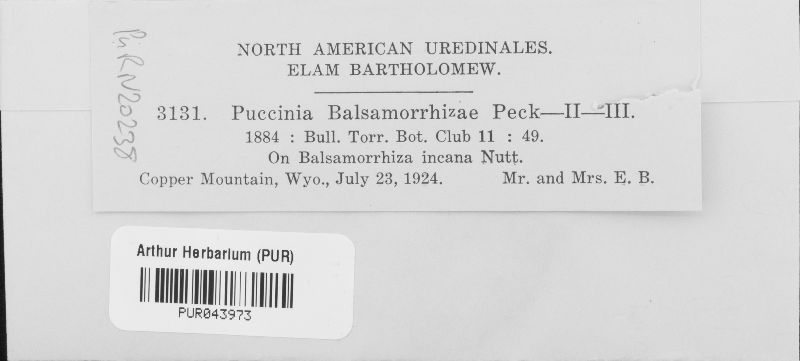 NORTH AMERICAN UREDINALES.
ELAM BARTHOLOMEW.
3131. Puccinia Balsamorrhizae Peck—II—III.
1884 : Bull. Torr. Bot. Club 11 : 49.
On Balsamorrhiza incana Nutt.
Copper Mountain, Wyo., July 23, 1924. Mr. and Mrs. E. B.
PURN20238
Arthur Herbarium (PUR)
PUR043973